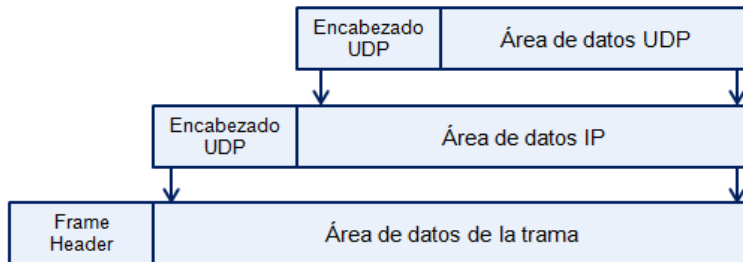 Encabezado
UDP
Área de datos UDP
Encabezado
UDP
Área de datos IP
Frame
Header
Área de datos de la trama